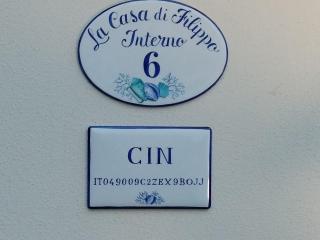 La Casa di Filippo
Interno
6
CIN
IT049009C2ZEX9BOJJ